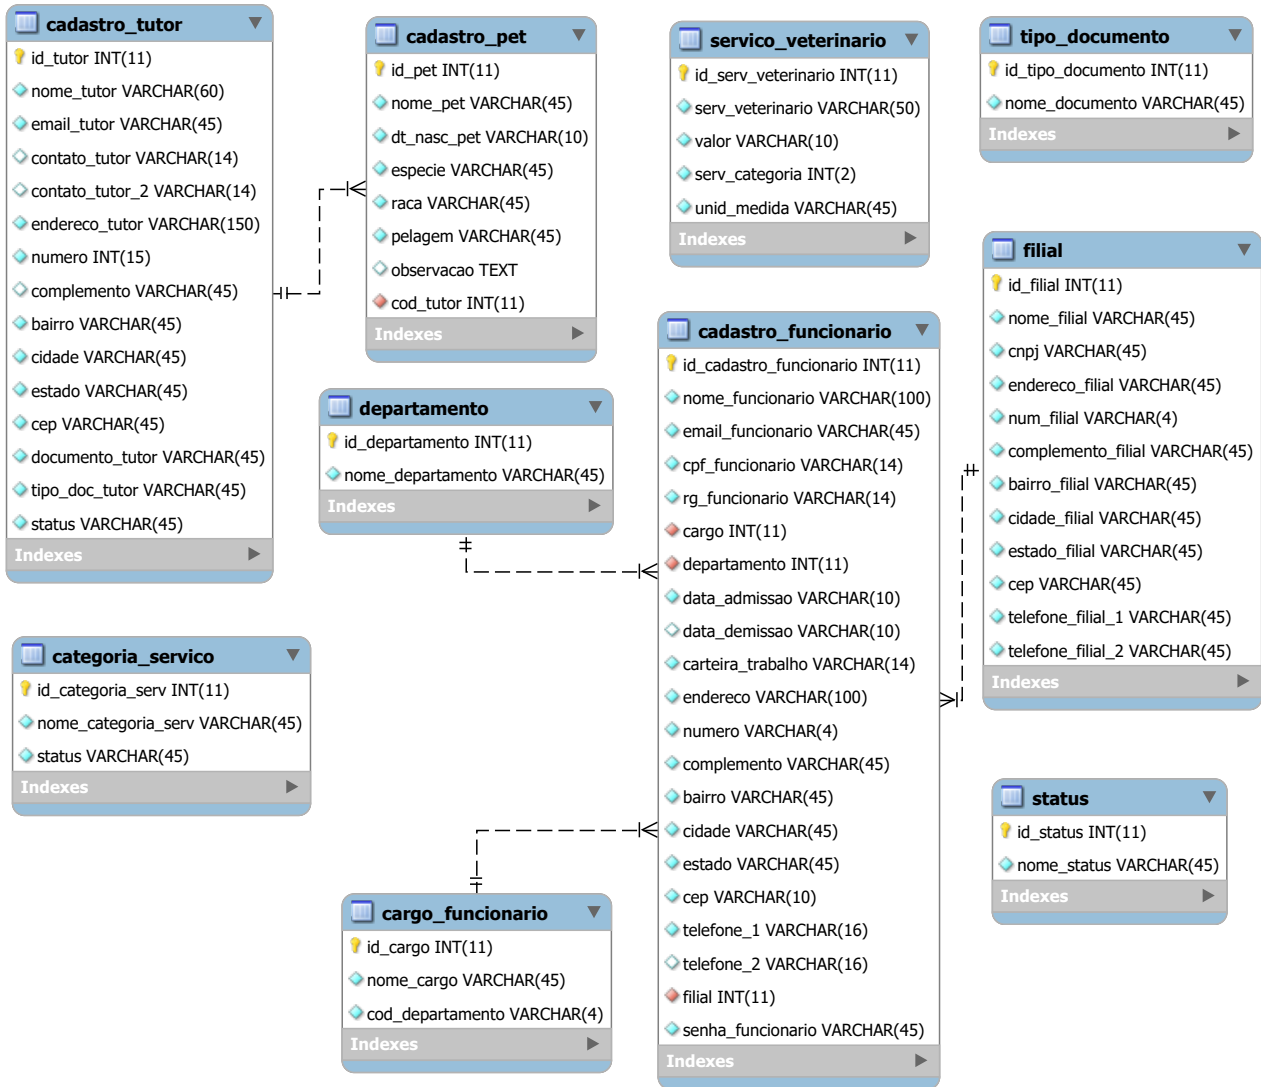 cadastro_tutor
id_tutor INT(11)
nome_tutor VARCHAR(60)
email_tutor VARCHAR(45)
contato_tutor VARCHAR(14)
contato_tutor_2 VARCHAR(14)
endereco_tutor VARCHAR(150)
numero INT(15)
complemento VARCHAR(45)
bairro VARCHAR(45)
cidade VARCHAR(45)
estado VARCHAR(45)
cep VARCHAR(45)
documento_tutor VARCHAR(45)
tipo_doc_tutor VARCHAR(45)
status VARCHAR(45)
Indexes
cadastro_pet
id_pet INT(11)
nome_pet VARCHAR(45)
dt_nasc_pet VARCHAR(10)
especie VARCHAR(45)
raca VARCHAR(45)
pelagem VARCHAR(45)
observacao TEXT
cod_tutor INT(11)
Indexes
servico_veterinario
id_serv_veterinario INT(11)
serv_veterinario VARCHAR(50)
valor VARCHAR(10)
serv_categoria INT(2)
unid_medida VARCHAR(45)
Indexes
tipo_documento
id_tipo_documento INT(11)
nome_documento VARCHAR(45)
Indexes
filial
id_filial INT(11)
nome_filial VARCHAR(45)
cnpj VARCHAR(45)
endereco_filial VARCHAR(45)
num_filial VARCHAR(4)
complemento_filial VARCHAR(45)
bairro_filial VARCHAR(45)
cidade_filial VARCHAR(45)
estado_filial VARCHAR(45)
cep VARCHAR(45)
telefone_filial_1 VARCHAR(45)
telefone_filial_2 VARCHAR(45)
Indexes
departamento
id_departamento INT(11)
nome_departamento VARCHAR(45)
Indexes
cadastro_funcionario
id_cadastro_funcionario INT(11)
nome_funcionario VARCHAR(100)
email_funcionario VARCHAR(45)
cpf_funcionario VARCHAR(14)
rg_funcionario VARCHAR(14)
cargo INT(11)
departamento INT(11)
data_admissao VARCHAR(10)
data_demissao VARCHAR(10)
carteira_trabalho VARCHAR(14)
endereco VARCHAR(100)
numero VARCHAR(4)
complemento VARCHAR(45)
bairro VARCHAR(45)
cidade VARCHAR(45)
estado VARCHAR(45)
cep VARCHAR(10)
telefone_1 VARCHAR(16)
telefone_2 VARCHAR(16)
filial INT(11)
senha_funcionario VARCHAR(45)
Indexes
categoria_servico
id_categoria_serv INT(11)
nome_categoria_serv VARCHAR(45)
status VARCHAR(45)
Indexes
cargo_funcionario
id_cargo INT(11)
nome_cargo VARCHAR(45)
cod_departamento VARCHAR(4)
Indexes
status
id_status INT(11)
nome_status VARCHAR(45)
Indexes